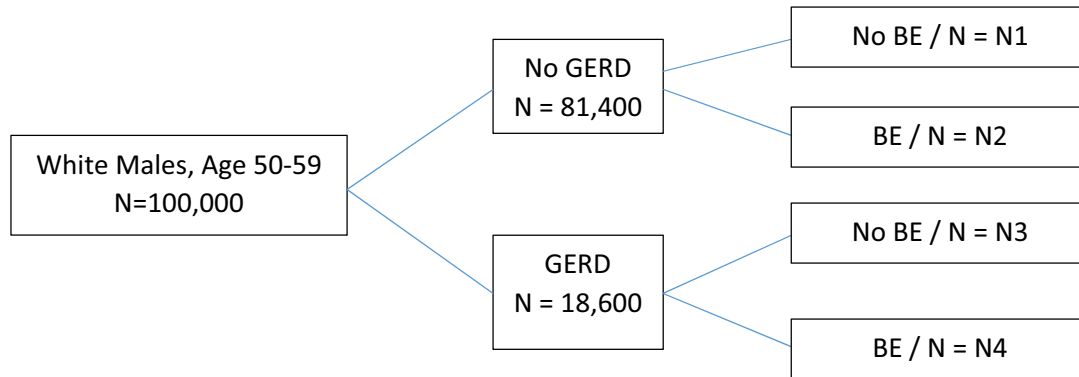 White Males, Age 50-59
N=100,000
No GERD
N = 81,400
GERD
N = 18,600
No BE / N = N1
BE / N = N2
No BE / N = N3
BE / N = N4